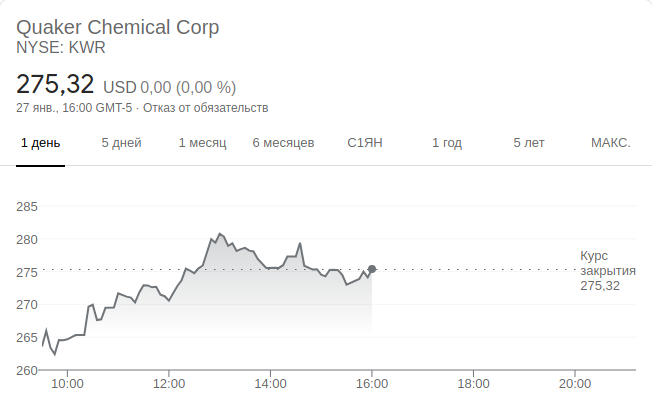 Quaker Chemical Corp
NYSE: KWR
275,32 USD 0,00 (0,00 %)
27 янв., 16:00 GMT-5 · Отказ от обязательств
1 день 5 дней 1 месяц 6 месяцев С1ЯН 1 год 5 лет МАКС.
285
280
Курс
275 закрытия
275,32
270
265
260
10:00 12:00 14:00 16:00 18:00 20:00